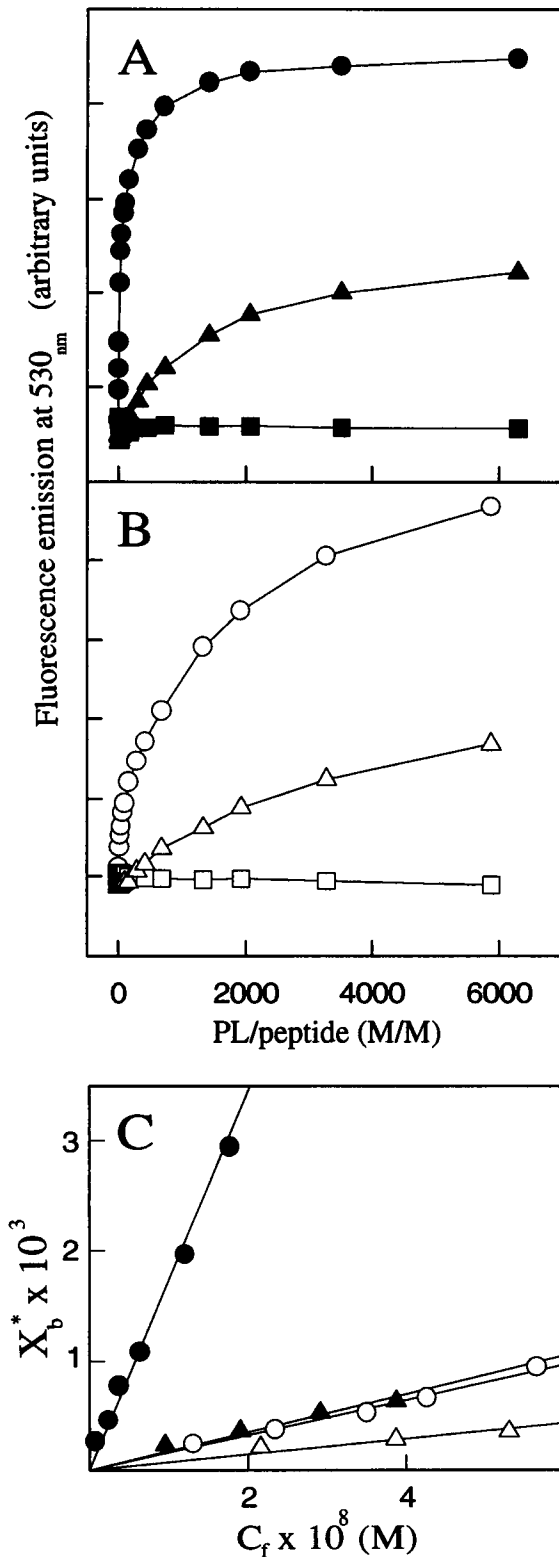 A
B
Fluorescence emission at 530nm (arbitrary units)
0 2000 4000 6000
PL/peptide (M/M)
C
3
2
1
X*b x 10³
2 4
Cf x 10⁸ (M)